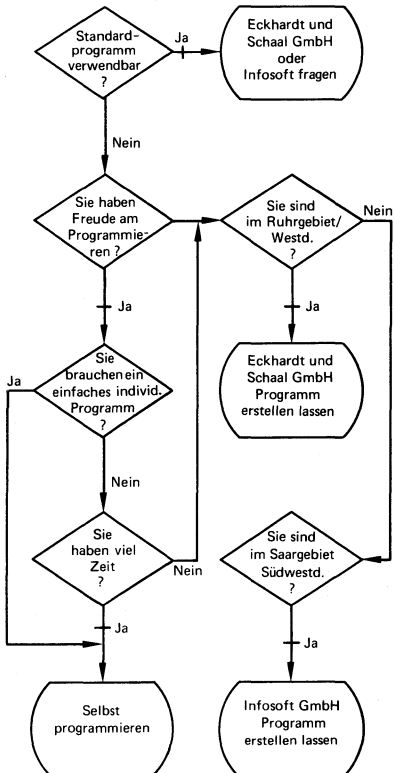 Standard-
programm
verwendbar
?
Ja
Eckhardt und
Schaal GmbH
oder
Infosoft fragen
Nein
Sie haben
Freude am
Programmie-
ren ?
Sie sind
im Ruhrgebiet/
Westd.
?
Nein
Ja
Ja
Sie
brauchen ein
einfaches individ.
Programm
?
Ja
Eckhardt und
Schaal GmbH
Programm
erstellen lassen
Nein
Sie
haben viel
Zeit
?
Nein
Sie sind
im Saargebiet
Südwestd.
?
Ja
Ja
Selbst
programmieren
Infosoft GmbH
Programm
erstellen lassen